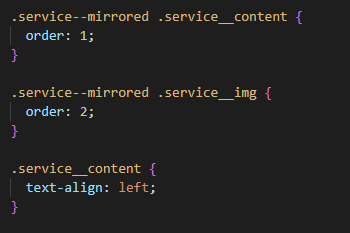 .service--mirrored .service__content {
  order: 1;
}

.service--mirrored .service__img {
  order: 2;
}

.service__content {
  text-align: left;
}